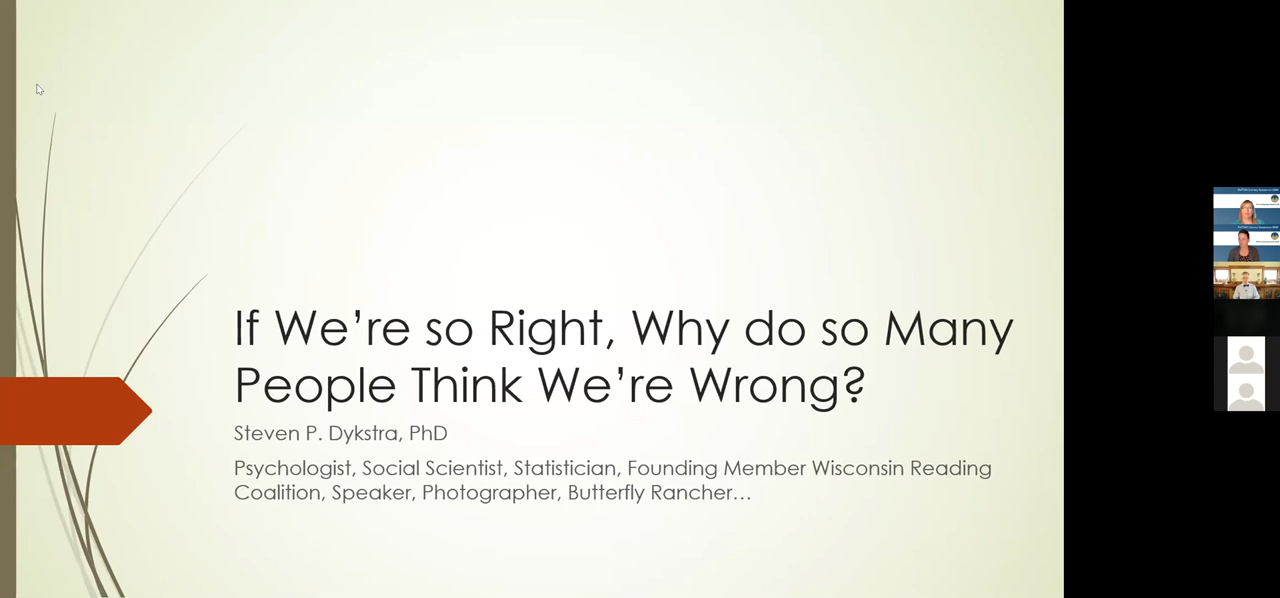 If We’re so Right, Why do so Many
People Think We’re Wrong?
Steven P. Dykstra, PhD
Psychologist, Social Scientist, Statistician, Founding Member Wisconsin Reading
Coalition, Speaker, Photographer, Butterfly Rancher…